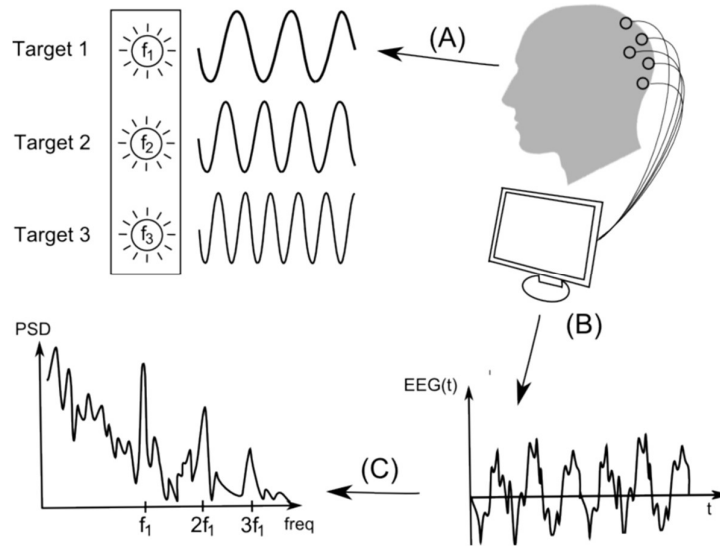 Target 1
f₁
(A)
Target 2
f₂
Target 3
f₃
(B)
PSD
EEG(t)
(C)
t
f₁
2f₁
3f₁
freq